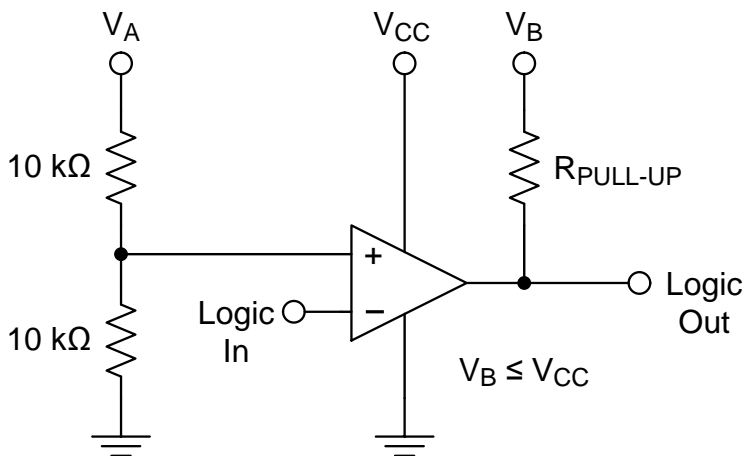 V_A
V_CC
V_B
10 kΩ
R_PULL-UP
+
Logic
In
−
Logic
Out
10 kΩ
V_B ≤ V_CC